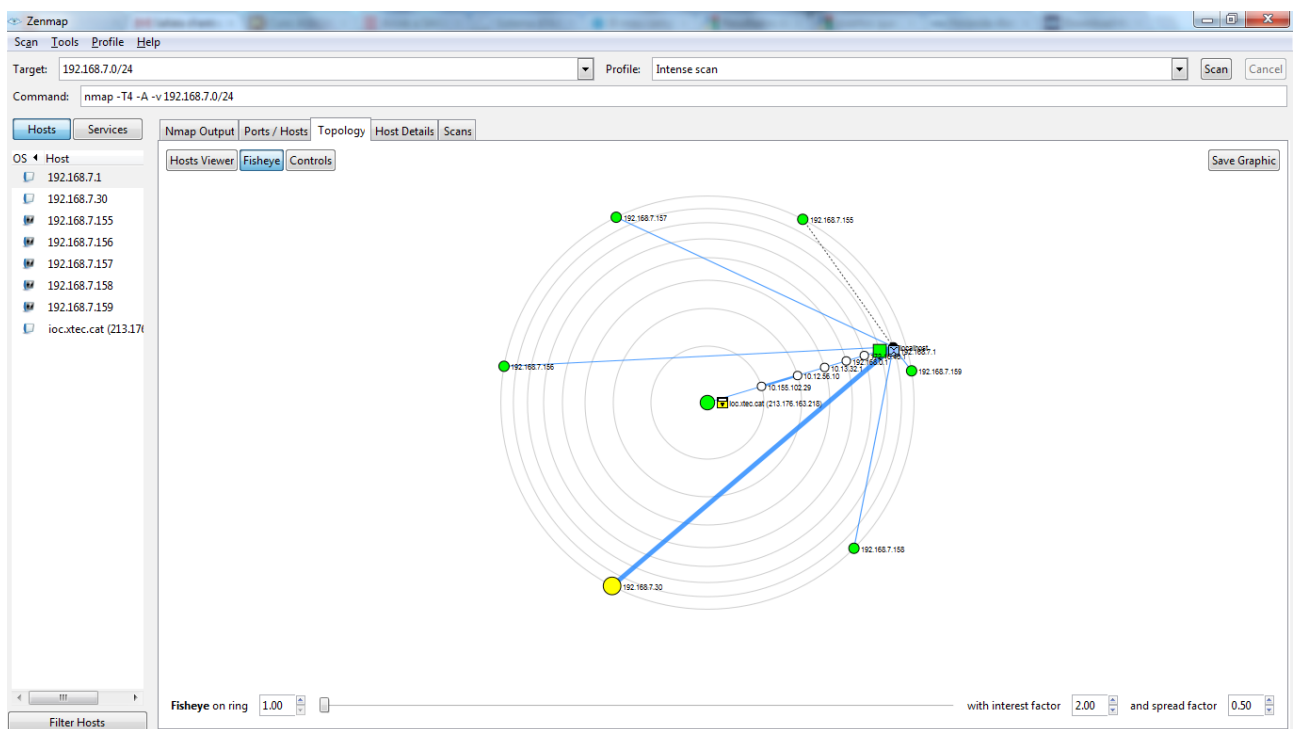 Zenmap
Scan Tools Profile Help
Target: 192.168.7.0/24 Profile: Intense scan Scan Cancel
Command: nmap -T4 -A -v 192.168.7.0/24
Hosts Services Nmap Output Ports / Hosts Topology Host Details Scans
OS Host Hosts Viewer Fisheye Controls Save Graphic
192.168.7.1
192.168.7.30
192.168.7.155
192.168.7.156
192.168.7.157
192.168.7.158
192.168.7.159
ioc.xtec.cat (213.176
192.168.7.157
192.168.7.155
localhost
192.168.7.1
192.168.7.156
10.13.32.1
192.168.7.159
10.12.56.10
10.155.102.29
ioc.xtec.cat (213.176.163.218)
192.168.7.158
192.168.7.30
Fisheye on ring 1.00 with interest factor 2.00 and spread factor 0.50
Filter Hosts